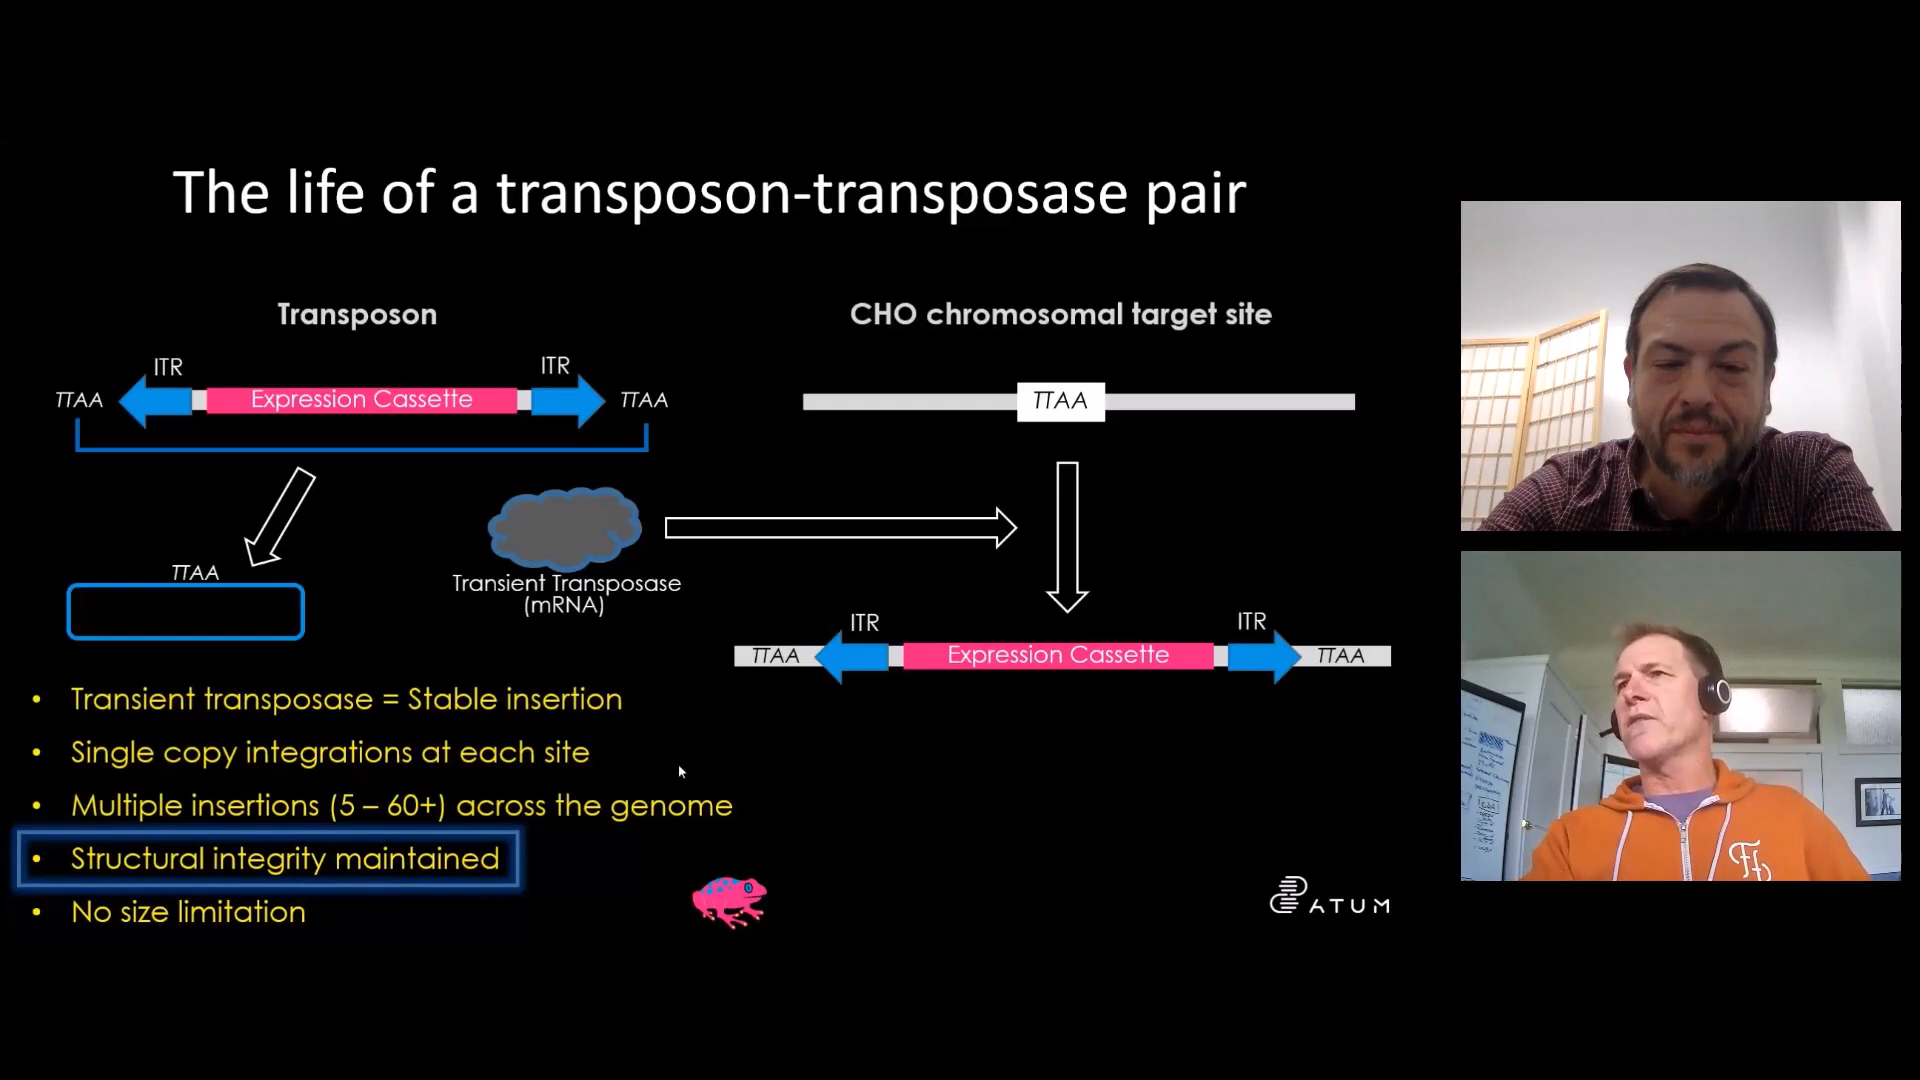 The life of a transposon-transposase pair
Transposon
CHO chromosomal target site
ITR
ITR
TTAA
Expression Cassette
TTAA
TTAA
TTAA
Transient Transposase
(mRNA)
ITR
ITR
TTAA
Expression Cassette
TTAA
• Transient transposase = Stable insertion
• Single copy integrations at each site
• Multiple insertions (5 – 60+) across the genome
• Structural integrity maintained
• No size limitation
ATUM